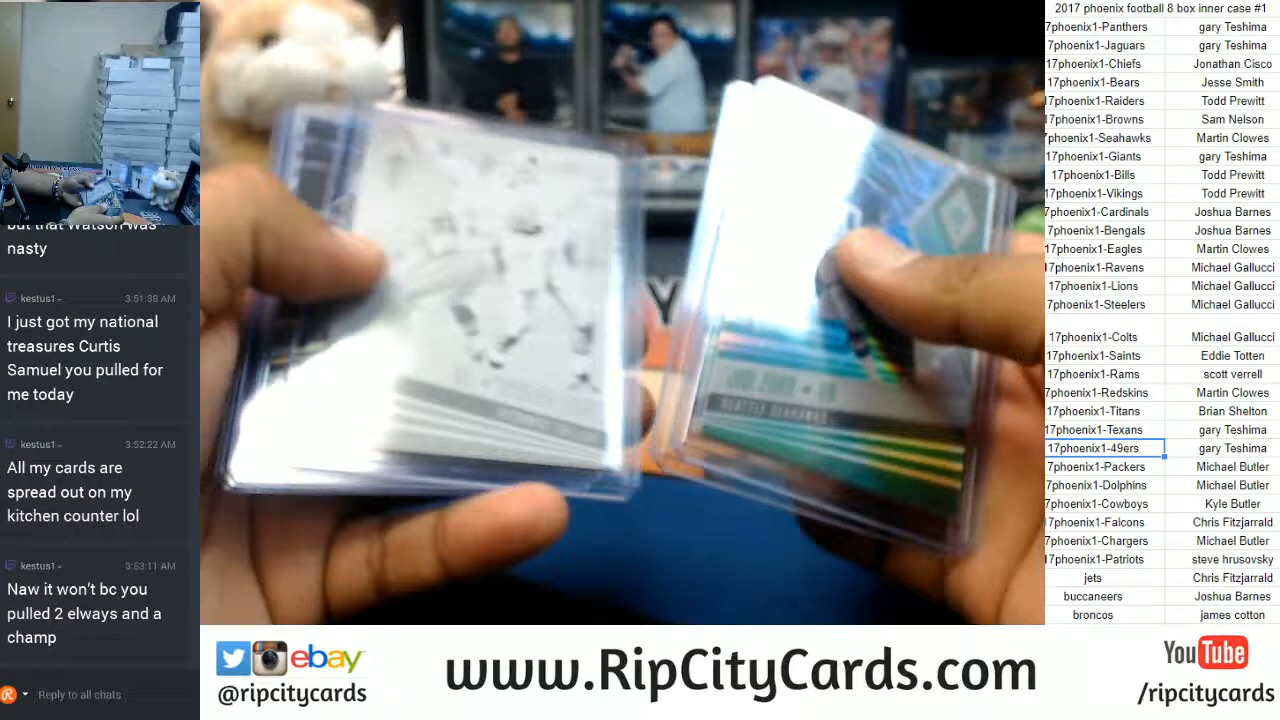 but that Watson was
nasty
kestus1 - 3:51:38 AM
I just got my national
treasures Curtis
Samuel you pulled for
me today
kestus1 - 3:52:22 AM
All my cards are
spread out on my
kitchen counter lol
kestus1 - 3:53:11 AM
Naw it won't bc you
pulled 2 elways and a
champ
Reply to all chats
SEATTLE SEAHAWKS
2017 phoenix football 8 box inner case #1
7phoenix1-Panthers gary Teshima
7phoenix1-Jaguars gary Teshima
17phoenix1-Chiefs Jonathan Cisco
17phoenix1-Bears Jesse Smith
17phoenix1-Raiders Todd Prewitt
17phoenix1-Browns Sam Nelson
7phoenix1-Seahawks Martin Clowes
17phoenix1-Giants gary Teshima
17phoenix1-Bills Todd Prewitt
17phoenix1-Vikings Todd Prewitt
7phoenix1-Cardinals Joshua Barnes
7phoenix1-Bengals Joshua Barnes
17phoenix1-Eagles Martin Clowes
17phoenix1-Ravens Michael Gallucci
17phoenix1-Lions Michael Gallucci
7phoenix1-Steelers Michael Gallucci
17phoenix1-Colts Michael Gallucci
17phoenix1-Saints Eddie Totten
17phoenix1-Rams scott verrell
7phoenix1-Redskins Martin Clowes
17phoenix1-Titans Brian Shelton
17phoenix1-Texans gary Teshima
17phoenix1-49ers gary Teshima
7phoenix1-Packers Michael Butler
17phoenix1-Dolphins Michael Butler
7phoenix1-Cowboys Kyle Butler
17phoenix1-Falcons Chris Fitzjarrald
7phoenix1-Chargers Michael Butler
17phoenix1-Patriots steve hrusovsky
jets Chris Fitzjarrald
buccaneers Joshua Barnes
broncos james cotton
ebay
@ripcitycards
www.RipCityCards.com
YouTube
/ripcitycards